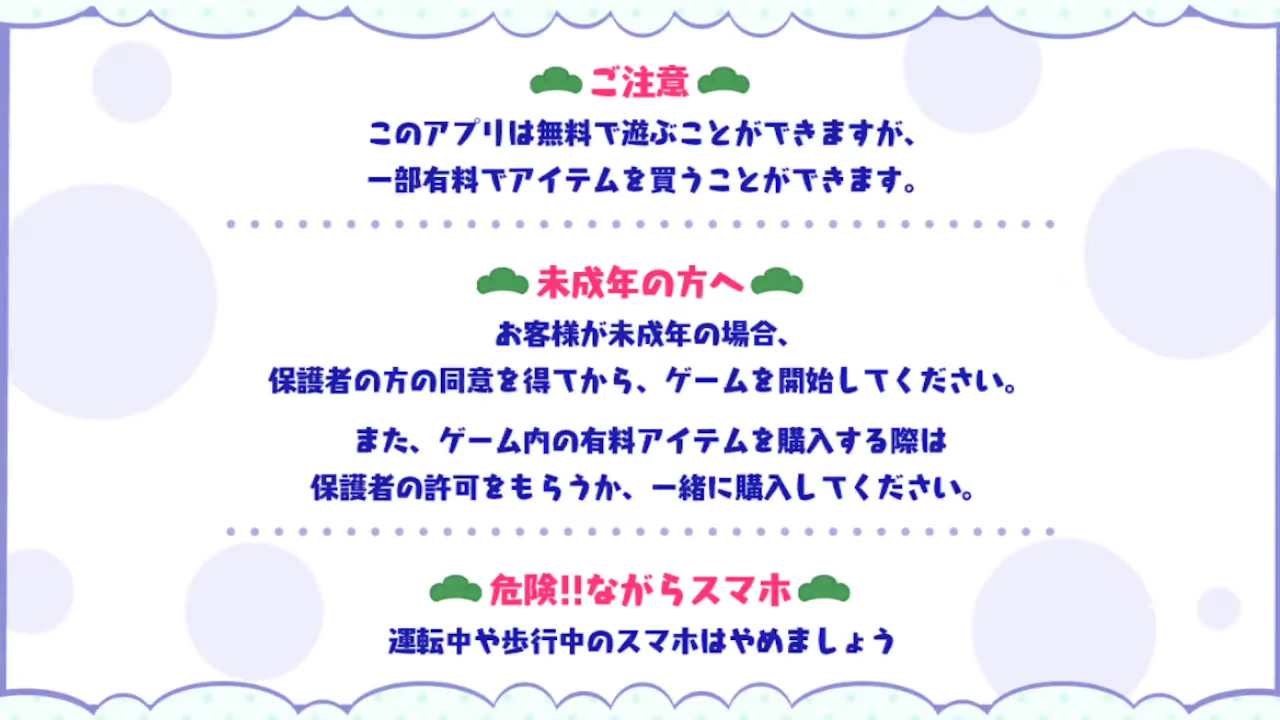 ご注意
このアプリは無料で遊ぶことができますが、
一部有料でアイテムを買うことができます。
未成年の方へ
お客様が未成年の場合、
保護者の方の同意を得てから、ゲームを開始してください。
また、ゲーム内の有料アイテムを購入する際は
保護者の許可をもらうか、一緒に購入してください。
危険!!ながらスマホ
運転中や歩行中のスマホはやめましょう